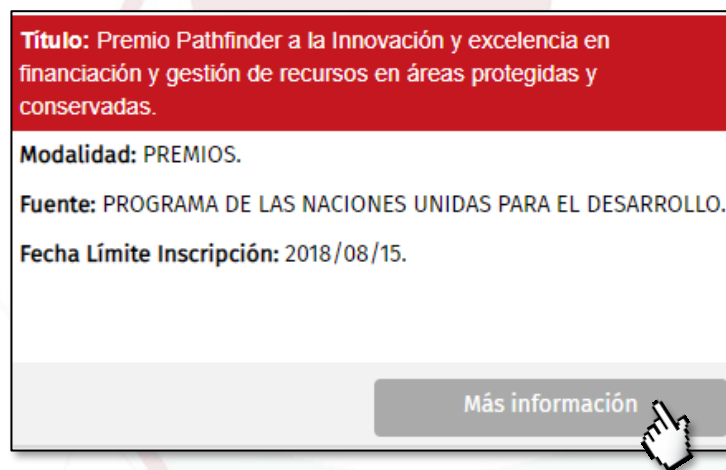 Título: Premio Pathfinder a la Innovación y excelencia en
financiación y gestión de recursos en áreas protegidas y
conservadas.
Modalidad: PREMIOS.
Fuente: PROGRAMA DE LAS NACIONES UNIDAS PARA EL DESARROLLO.
Fecha Límite Inscripción: 2018/08/15.
Más información